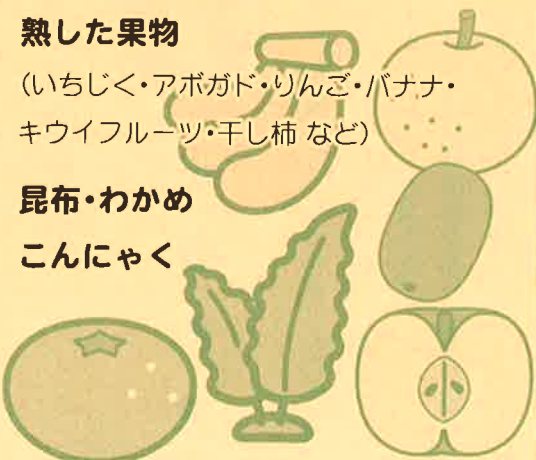 熟した果物
（いちじく・アボガド・りんご・バナナ・
キウイフルーツ・干し柿 など）
昆布・わかめ
こんにゃく